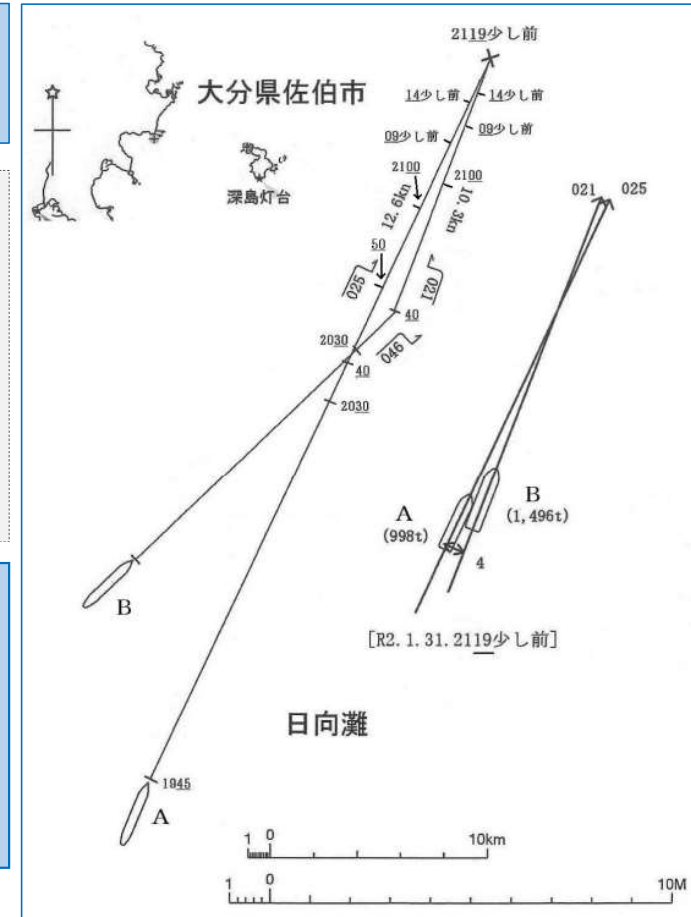 2119少し前
大分県佐伯市
14少し前
14少し前
09少し前
09少し前
深島灯台
2100
2100
12.6kn
10.3kn
021
025
50
025
021
40
2030
046
40
2030
A
(998t)
B
(1,496t)
4
B
[R2.1.31.2119少し前]
日向灘
1945
A
1 0 10km
1 0 10M